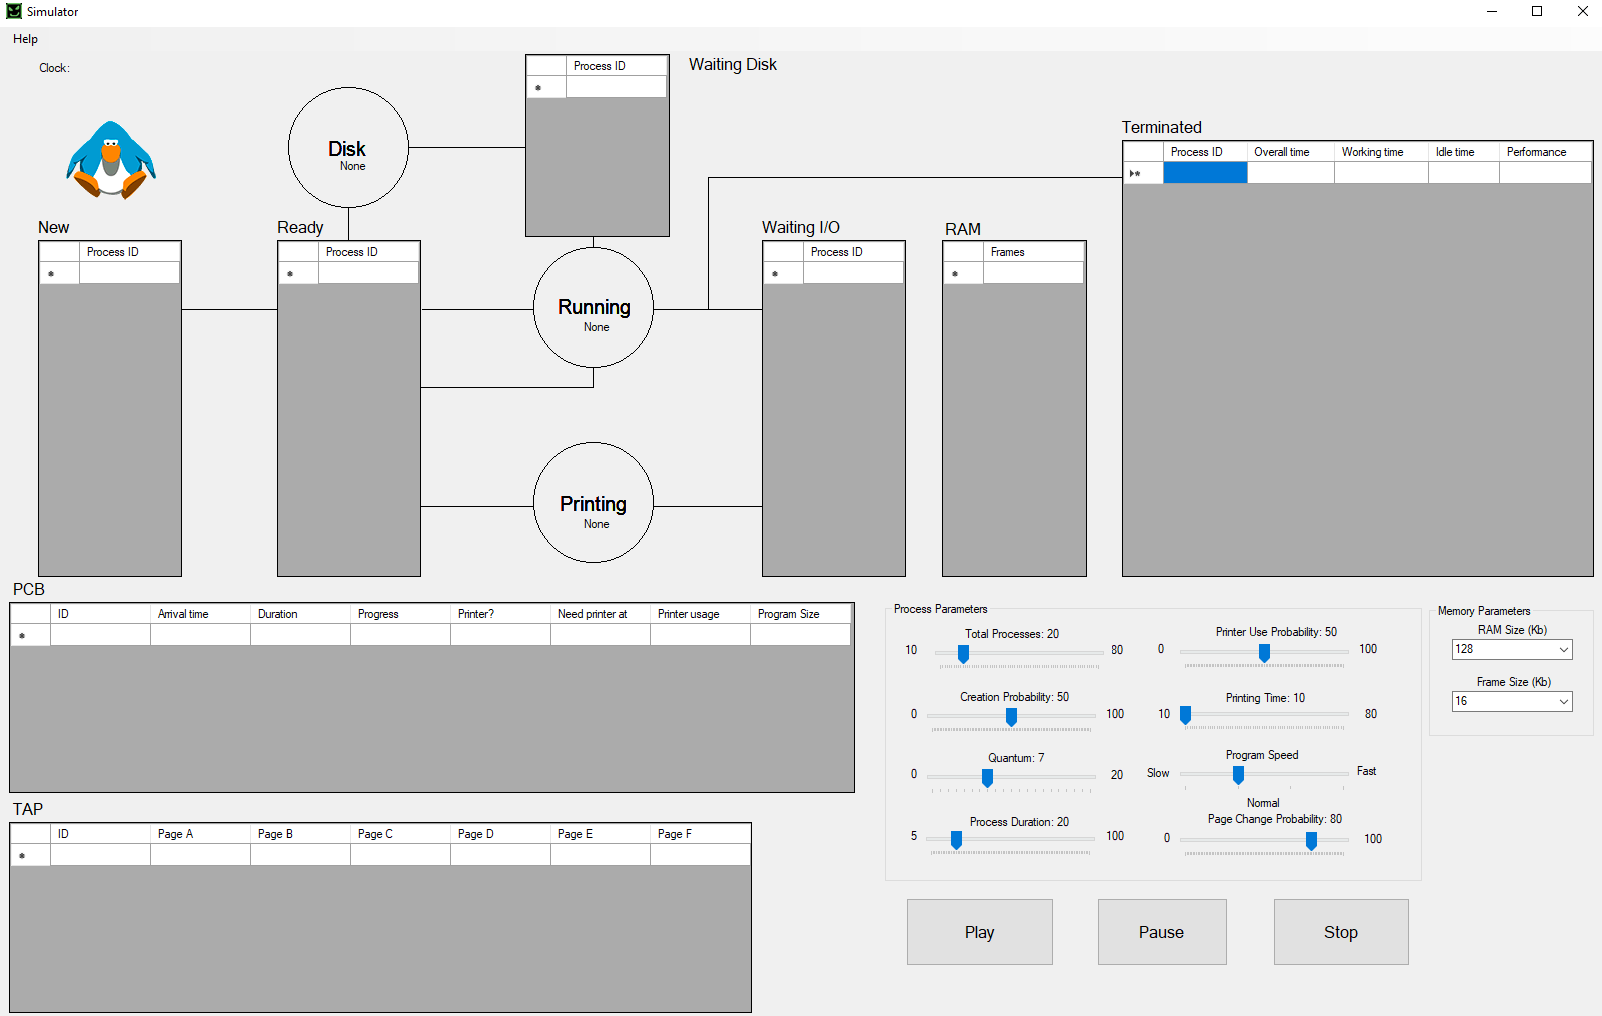 Simulator
Help
Clock:
Process ID
Waiting Disk
Disk
None
Terminated
Process ID Overall time Working time Idle time Performance
New
Process ID
Ready
Process ID
Running
None
Waiting I/O
Process ID
RAM
Frames
Printing
None
PCB
ID Arrival time Duration Progress Printer? Need printer at Printer usage Program Size
TAP
ID Page A Page B Page C Page D Page E Page F
Process Parameters
Total Processes: 20
10 80
Printer Use Probability: 50
0 100
Creation Probability: 50
0 100
Printing Time: 10
10 80
Quantum: 7
0 20
Program Speed
Slow Fast
Normal
Process Duration: 20
5 100
Page Change Probability: 80
0 100
Memory Parameters
RAM Size (Kb)
128
Frame Size (Kb)
16
Play
Pause
Stop